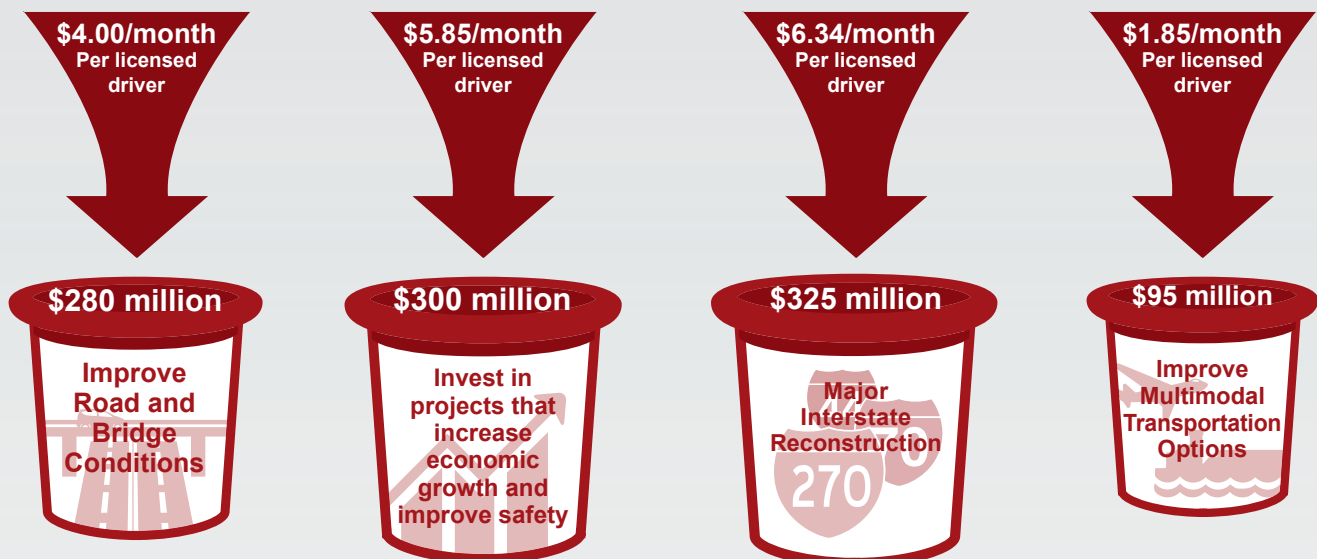 $4.00/month
Per licensed
driver
$5.85/month
Per licensed
driver
$6.34/month
Per licensed
driver
$1.85/month
Per licensed
driver
$280 million
Improve
Road and
Bridge
Conditions
$300 million
Invest in
projects that
increase
economic
growth and
improve safety
$325 million
Major
Interstate
Reconstruction
44
70
270
$95 million
Improve
Multimodal
Transportation
Options